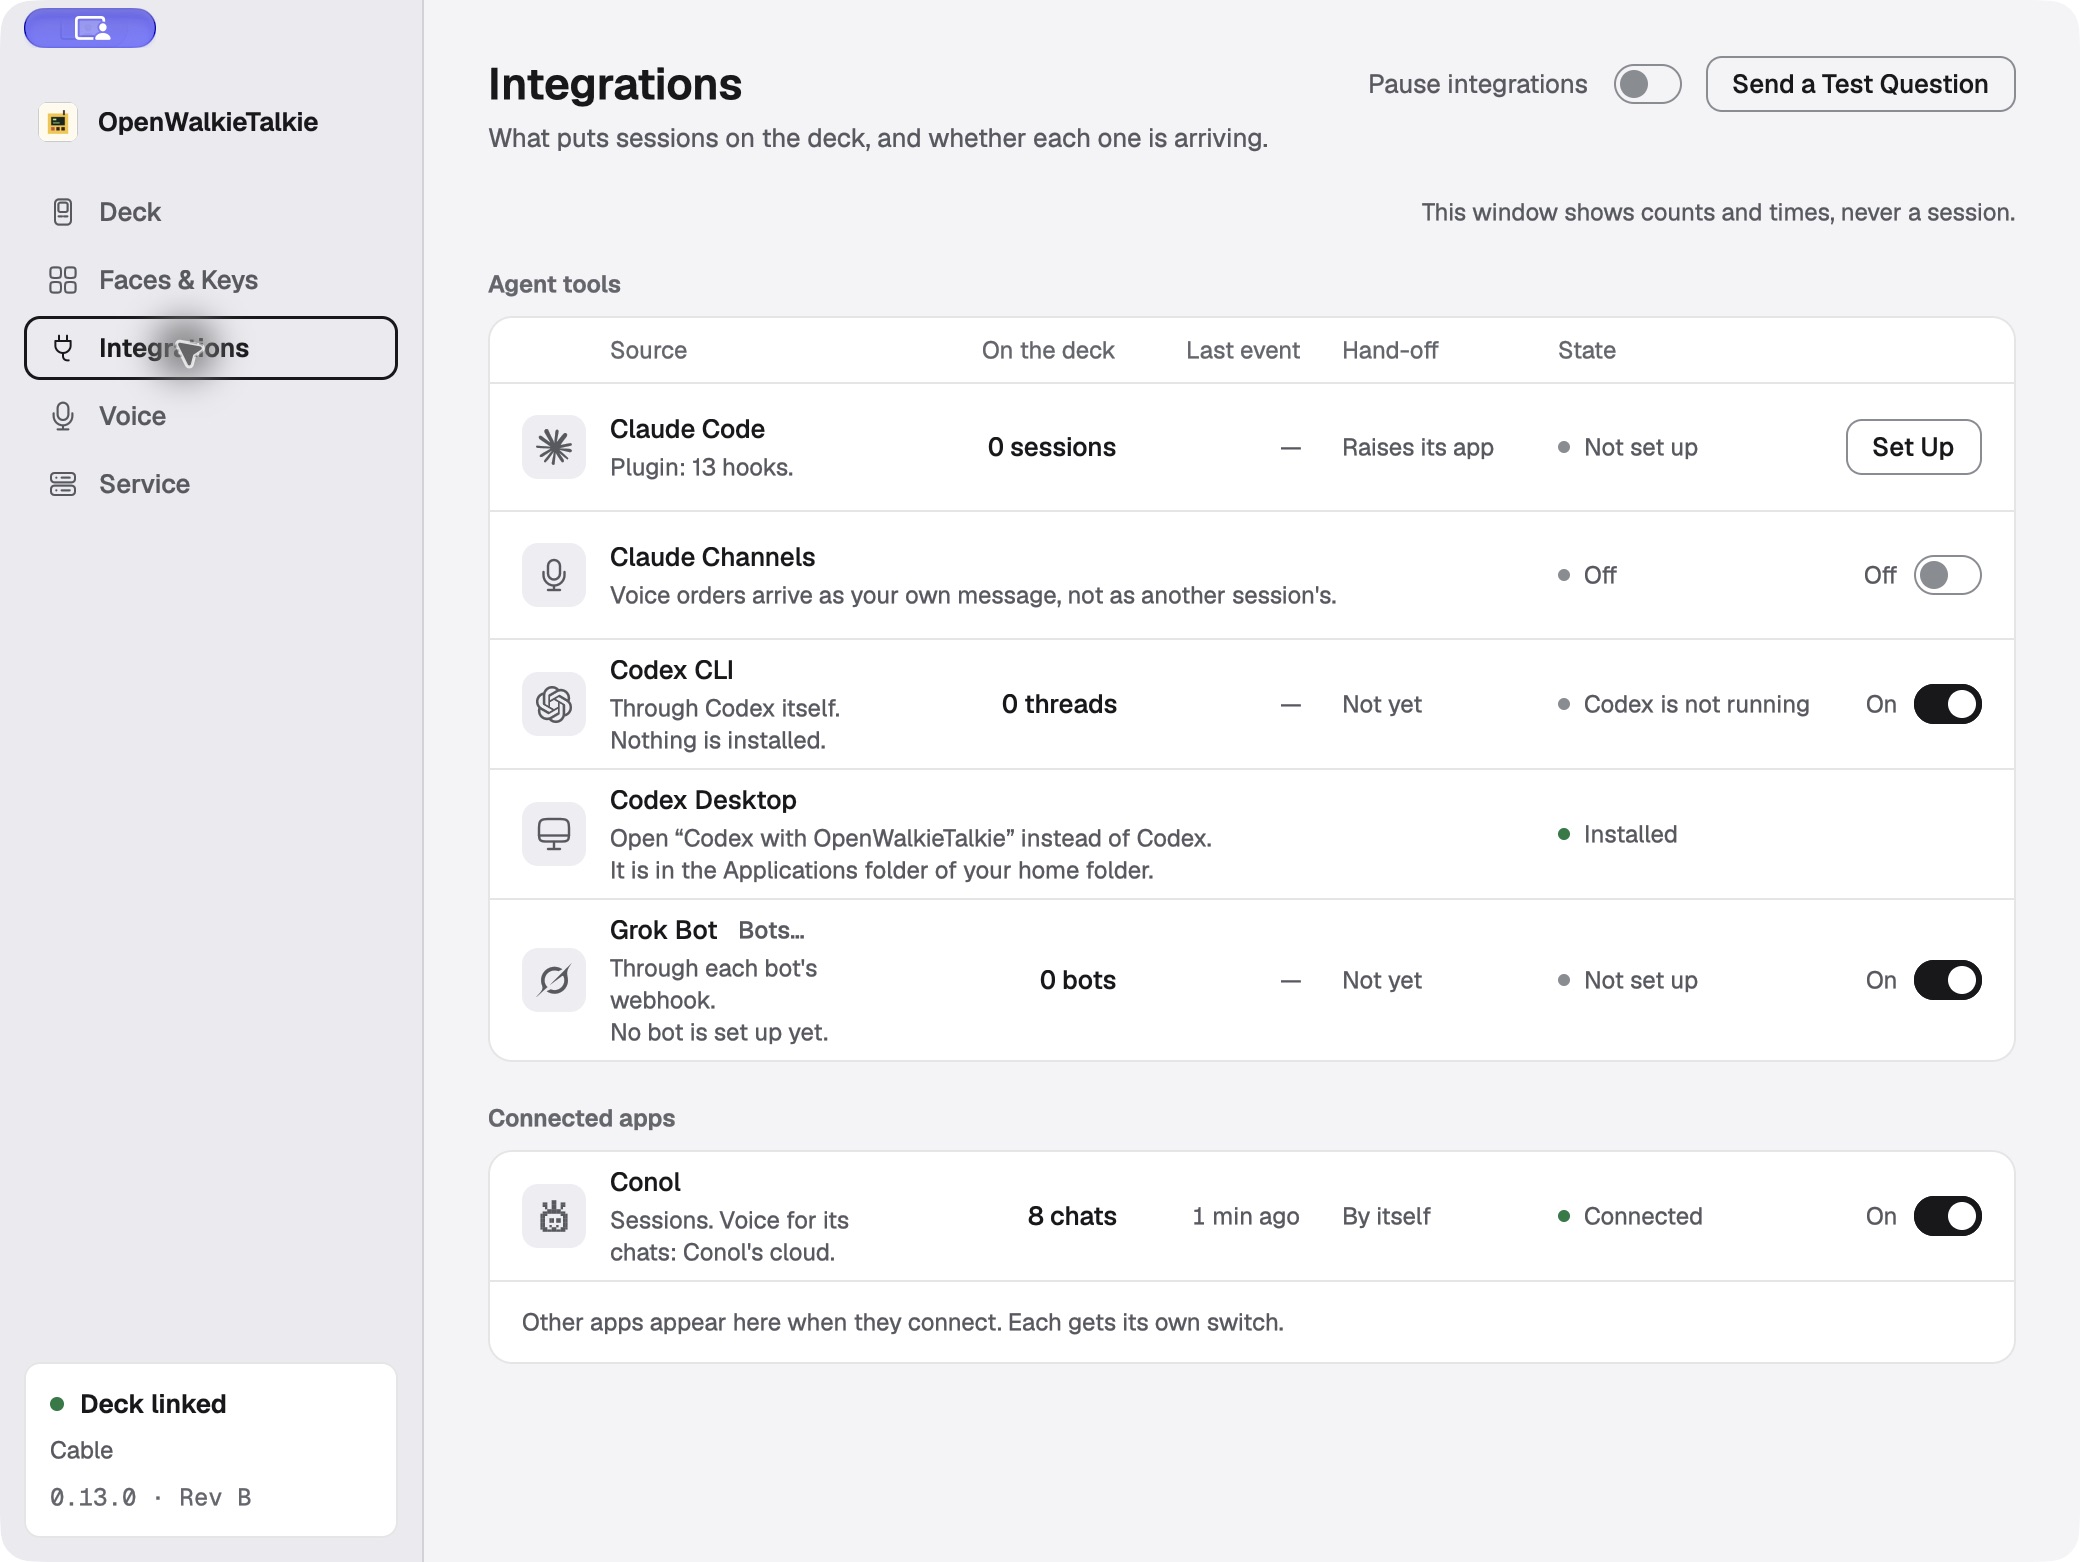 OpenWalkieTalkie
Deck
Faces & Keys
Integrations
Voice
Service
Deck linked
Cable
0.13.0 · Rev B
Integrations
Pause integrations
Send a Test Question
What puts sessions on the deck, and whether each one is arriving.
This window shows counts and times, never a session.
Agent tools
Source On the deck Last event Hand-off State
Claude Code
Plugin: 13 hooks.
0 sessions — Raises its app Not set up Set Up
Claude Channels
Voice orders arrive as your own message, not as another session's.
Off Off
Codex CLI
Through Codex itself.
Nothing is installed.
0 threads — Not yet Codex is not running On
Codex Desktop
Open “Codex with OpenWalkieTalkie” instead of Codex.
It is in the Applications folder of your home folder.
Installed
Grok Bot Bots…
Through each bot's
webhook.
No bot is set up yet.
0 bots — Not yet Not set up On
Connected apps
Conol
Sessions. Voice for its
chats: Conol's cloud.
8 chats 1 min ago By itself Connected On
Other apps appear here when they connect. Each gets its own switch.